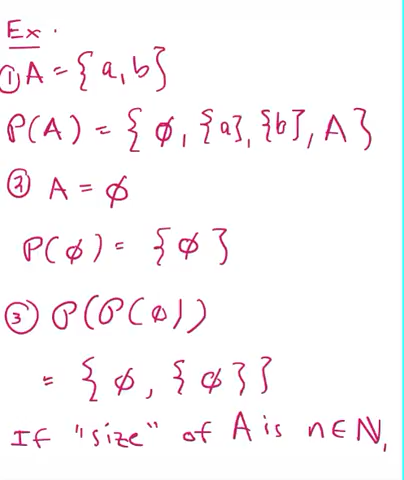 Ex.
① A = { a, b }
P(A) = { ∅, {a}, {b}, A }
② A = ∅
P(∅) = { ∅ }
③ P(P(∅))
= { ∅, { ∅ } }
If "size" of A is n ∈ ℕ,